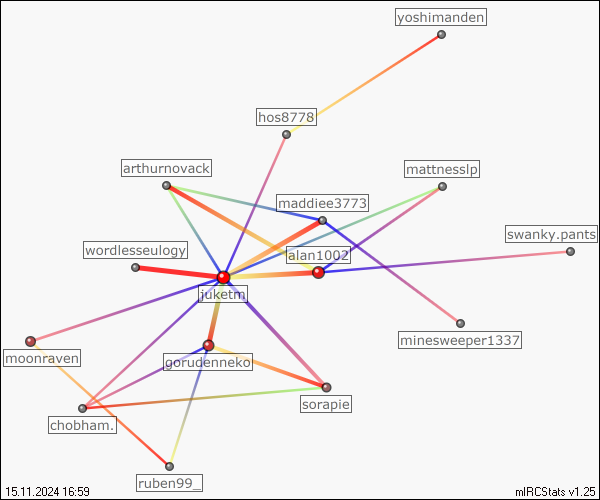 yoshimanden
hos8778
arthurnovack
mattnesslp
maddiee3773
swanky.pants
wordlesseulogy
alan1002
juketm
minesweeper1337
moonraven
gorudenneko
sorapie
chobham.
ruben99_
15.11.2024 16:59
mIRCStats v1.25